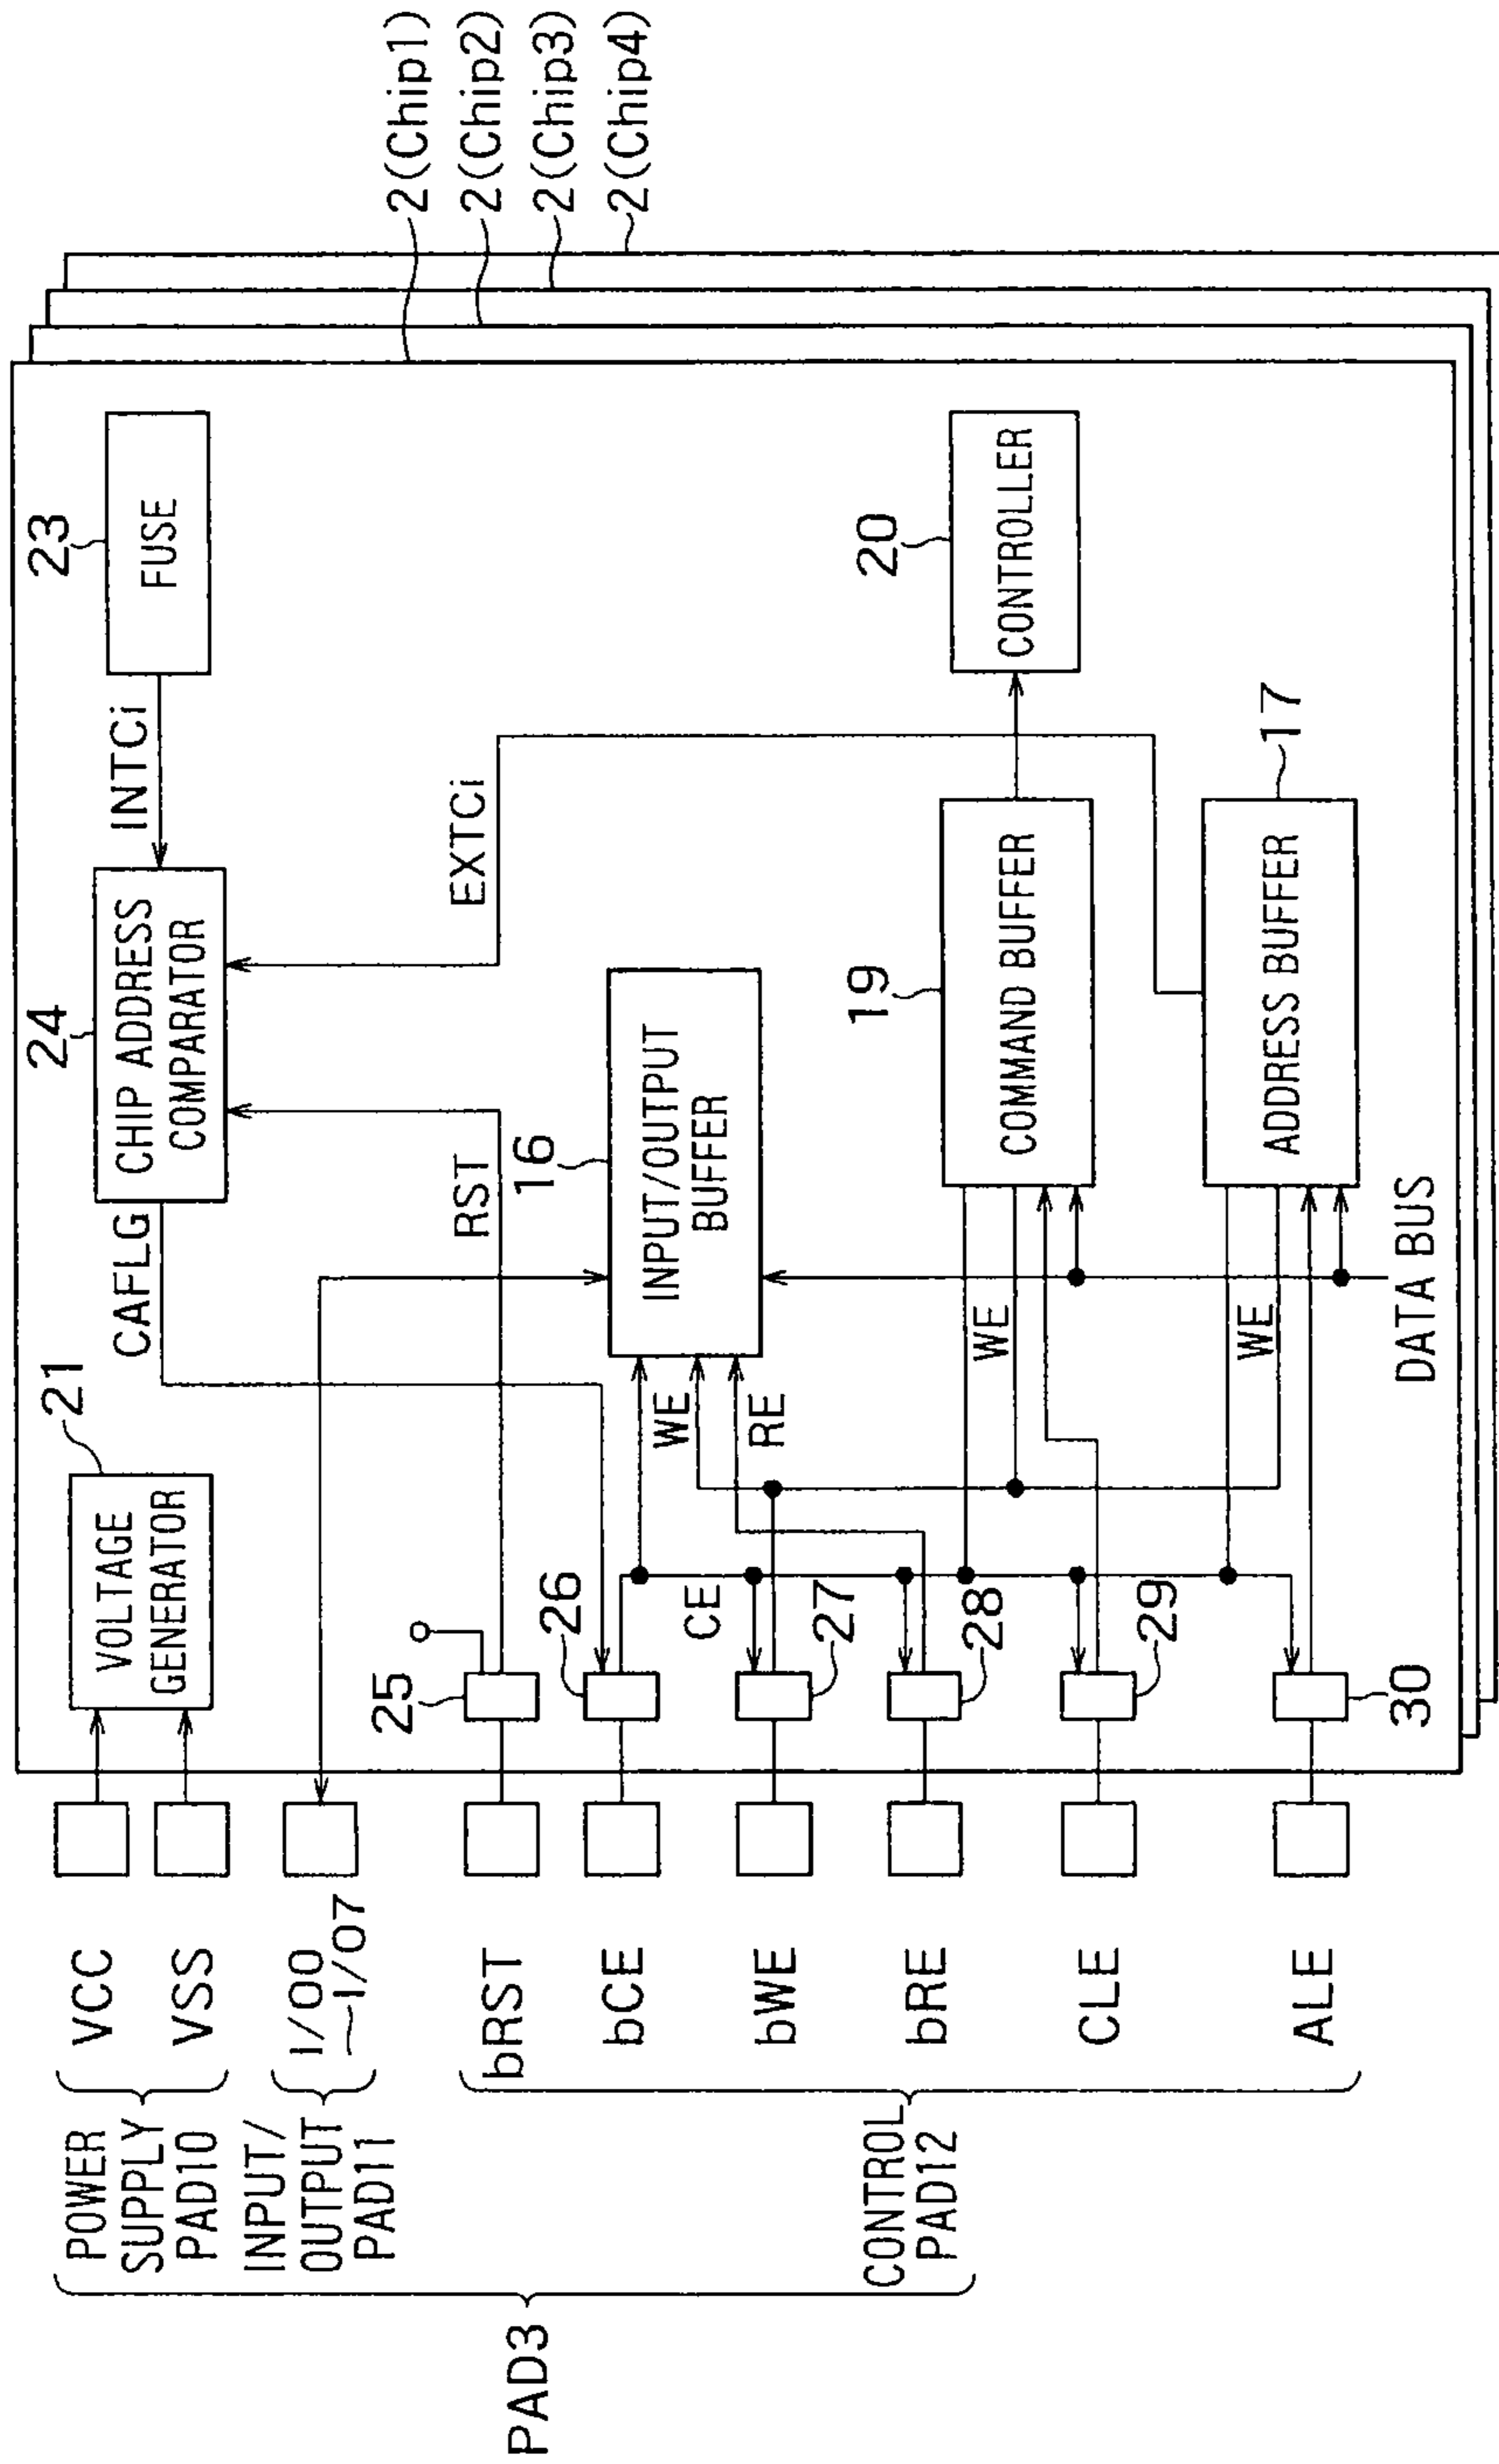 PAD3
POWER
SUPPLY
PAD10
INPUT/
OUTPUT
PAD11
CONTROL
PAD12
VCC
VSS
I/O0
~I/O7
bRST
bCE
bWE
bRE
CLE
ALE
21
VOLTAGE
GENERATOR
CAFLG
24
CHIP ADDRESS
COMPARATOR
INTCi
23
FUSE
RST
EXTCi
25
26
CE
27
28
29
30
WE
RE
16
INPUT/OUTPUT
BUFFER
WE
19
COMMAND BUFFER
20
CONTROLLER
WE
ADDRESS BUFFER
17
DATA BUS
2(Chip1)
2(Chip2)
2(Chip3)
2(Chip4)